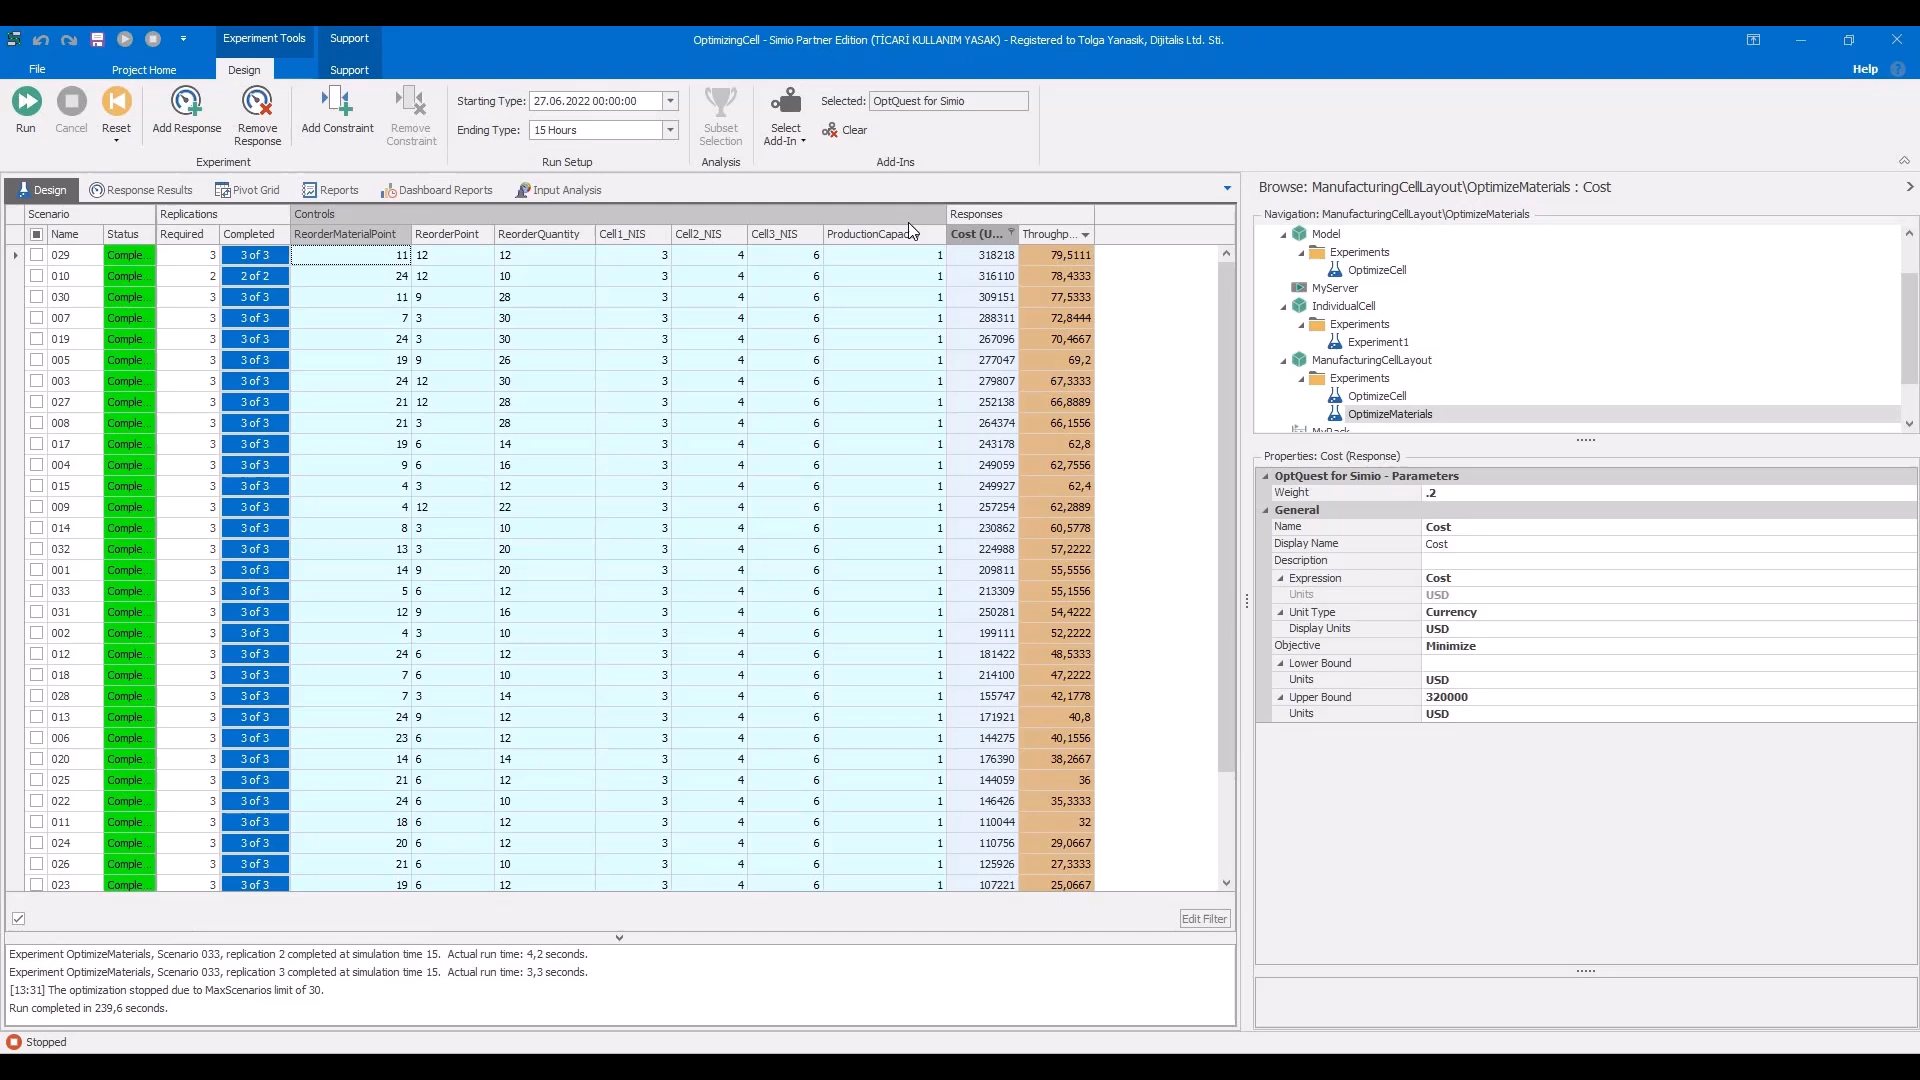 Experiment Tools
Support
OptimizingCell - Simio Partner Edition (TİCARİ KULLANIM YASAK) - Registered to Tolga Yanasik, Dijitalis Ltd. Sti.
File
Project Home
Design
Support
Help
Run
Cancel
Reset
Add Response
Remove Response
Experiment
Add Constraint
Remove Constraint
Starting Type: 27.06.2022 00:00:00
Ending Type: 15 Hours
Run Setup
Subset Selection
Analysis
Select Add-In
Selected: OptQuest for Simio
Clear
Add-Ins
Design Response Results Pivot Grid Reports Dashboard Reports Input Analysis
Scenario Replications Controls Responses
Name Status Required Completed ReorderMaterialPoint ReorderPoint ReorderQuantity Cell1_NIS Cell2_NIS Cell3_NIS ProductionCapac Cost (U... Throughp...
029 Comple... 3 3 of 3 11 12 12 3 4 6 1 318218 79,5111
010 Comple... 2 2 of 2 24 12 10 3 4 6 1 316110 78,4333
030 Comple... 3 3 of 3 11 9 28 3 4 6 1 309151 77,5333
007 Comple... 3 3 of 3 7 3 30 3 4 6 1 288311 72,8444
019 Comple... 3 3 of 3 24 3 30 3 4 6 1 267096 70,4667
005 Comple... 3 3 of 3 19 9 26 3 4 6 1 277047 69,2
003 Comple... 3 3 of 3 24 12 30 3 4 6 1 279807 67,3333
027 Comple... 3 3 of 3 21 12 28 3 4 6 1 252138 66,8889
008 Comple... 3 3 of 3 21 3 28 3 4 6 1 264374 66,1556
017 Comple... 3 3 of 3 19 6 14 3 4 6 1 243178 62,8
004 Comple... 3 3 of 3 9 6 16 3 4 6 1 249059 62,7556
015 Comple... 3 3 of 3 4 3 12 3 4 6 1 249927 62,4
009 Comple... 3 3 of 3 4 12 22 3 4 6 1 257254 62,2889
014 Comple... 3 3 of 3 8 3 10 3 4 6 1 230862 60,5778
032 Comple... 3 3 of 3 13 3 20 3 4 6 1 224988 57,2222
001 Comple... 3 3 of 3 14 9 20 3 4 6 1 209811 55,5556
033 Comple... 3 3 of 3 5 6 12 3 4 6 1 213309 55,1556
031 Comple... 3 3 of 3 12 9 16 3 4 6 1 250281 54,4222
002 Comple... 3 3 of 3 4 3 10 3 4 6 1 199111 52,2222
012 Comple... 3 3 of 3 24 6 12 3 4 6 1 181422 48,5333
018 Comple... 3 3 of 3 7 6 10 3 4 6 1 214100 47,2222
028 Comple... 3 3 of 3 7 3 14 3 4 6 1 155747 42,1778
013 Comple... 3 3 of 3 24 9 12 3 4 6 1 171921 40,8
006 Comple... 3 3 of 3 23 6 12 3 4 6 1 144275 40,1556
020 Comple... 3 3 of 3 14 6 14 3 4 6 1 176390 38,2667
025 Comple... 3 3 of 3 21 6 12 3 4 6 1 144059 36
022 Comple... 3 3 of 3 24 6 10 3 4 6 1 146426 35,3333
011 Comple... 3 3 of 3 18 6 12 3 4 6 1 110044 32
024 Comple... 3 3 of 3 20 6 12 3 4 6 1 110756 29,0667
026 Comple... 3 3 of 3 21 6 10 3 4 6 1 125926 27,3333
023 Comple... 3 3 of 3 19 6 12 3 4 6 1 107221 25,0667
Edit Filter
Experiment OptimizeMaterials, Scenario 033, replication 2 completed at simulation time 15. Actual run time: 4,2 seconds.
Experiment OptimizeMaterials, Scenario 033, replication 3 completed at simulation time 15. Actual run time: 3,3 seconds.
[13:31] The optimization stopped due to MaxScenarios limit of 30.
Run completed in 239,6 seconds.
Stopped
Browse: ManufacturingCellLayout\OptimizeMaterials : Cost
Navigation: ManufacturingCellLayout\OptimizeMaterials
Model
Experiments
OptimizeCell
MyServer
IndividualCell
Experiments
Experiment1
ManufacturingCellLayout
Experiments
OptimizeCell
OptimizeMaterials
MyRack
Properties: Cost (Response)
OptQuest for Simio - Parameters
Weight .2
General
Name Cost
Display Name Cost
Description
Expression Cost
Units USD
Unit Type Currency
Display Units USD
Objective Minimize
Lower Bound
Units USD
Upper Bound 320000
Units USD